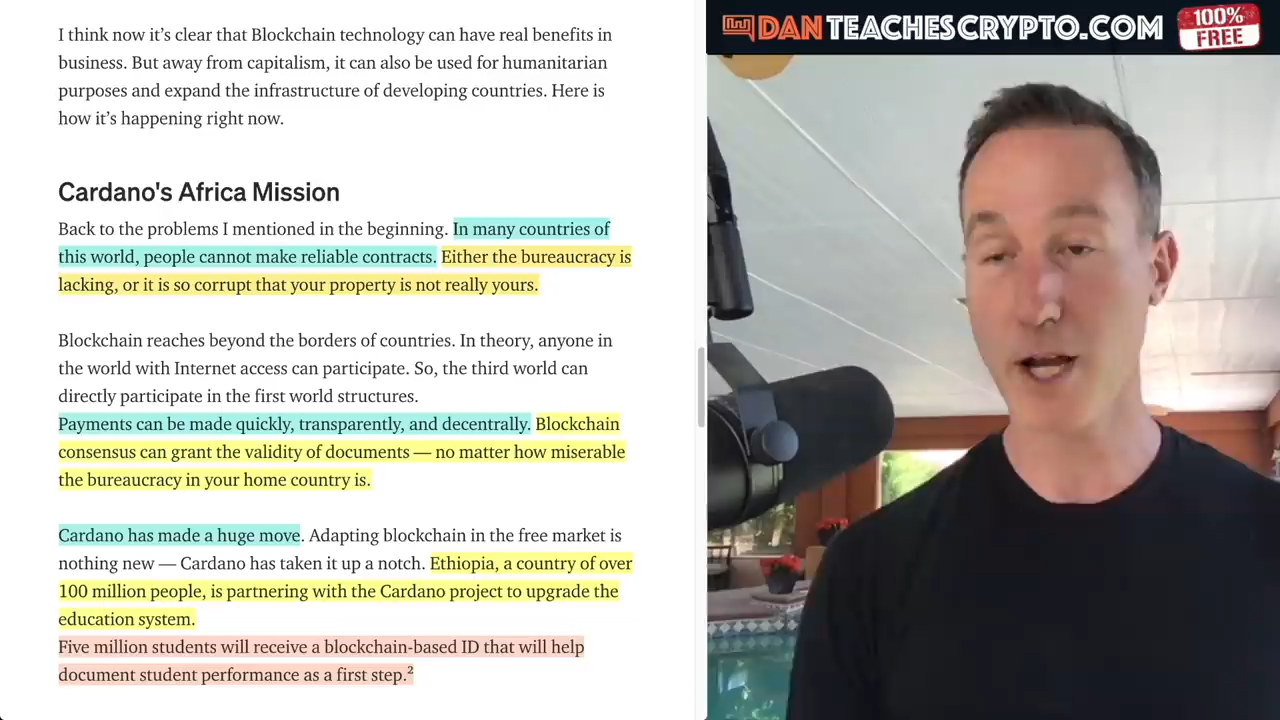 I think now it’s clear that Blockchain technology can have real benefits in
business. But away from capitalism, it can also be used for humanitarian
purposes and expand the infrastructure of developing countries. Here is
how it’s happening right now.
Cardano's Africa Mission
Back to the problems I mentioned in the beginning. In many countries of
this world, people cannot make reliable contracts. Either the bureaucracy is
lacking, or it is so corrupt that your property is not really yours.
Blockchain reaches beyond the borders of countries. In theory, anyone in
the world with Internet access can participate. So, the third world can
directly participate in the first world structures.
Payments can be made quickly, transparently, and decentrally. Blockchain
consensus can grant the validity of documents — no matter how miserable
the bureaucracy in your home country is.
Cardano has made a huge move. Adapting blockchain in the free market is
nothing new — Cardano has taken it up a notch. Ethiopia, a country of over
100 million people, is partnering with the Cardano project to upgrade the
education system.
Five million students will receive a blockchain-based ID that will help
document student performance as a first step.²
DANTEACHESCRYPTO.COM
100%
FREE